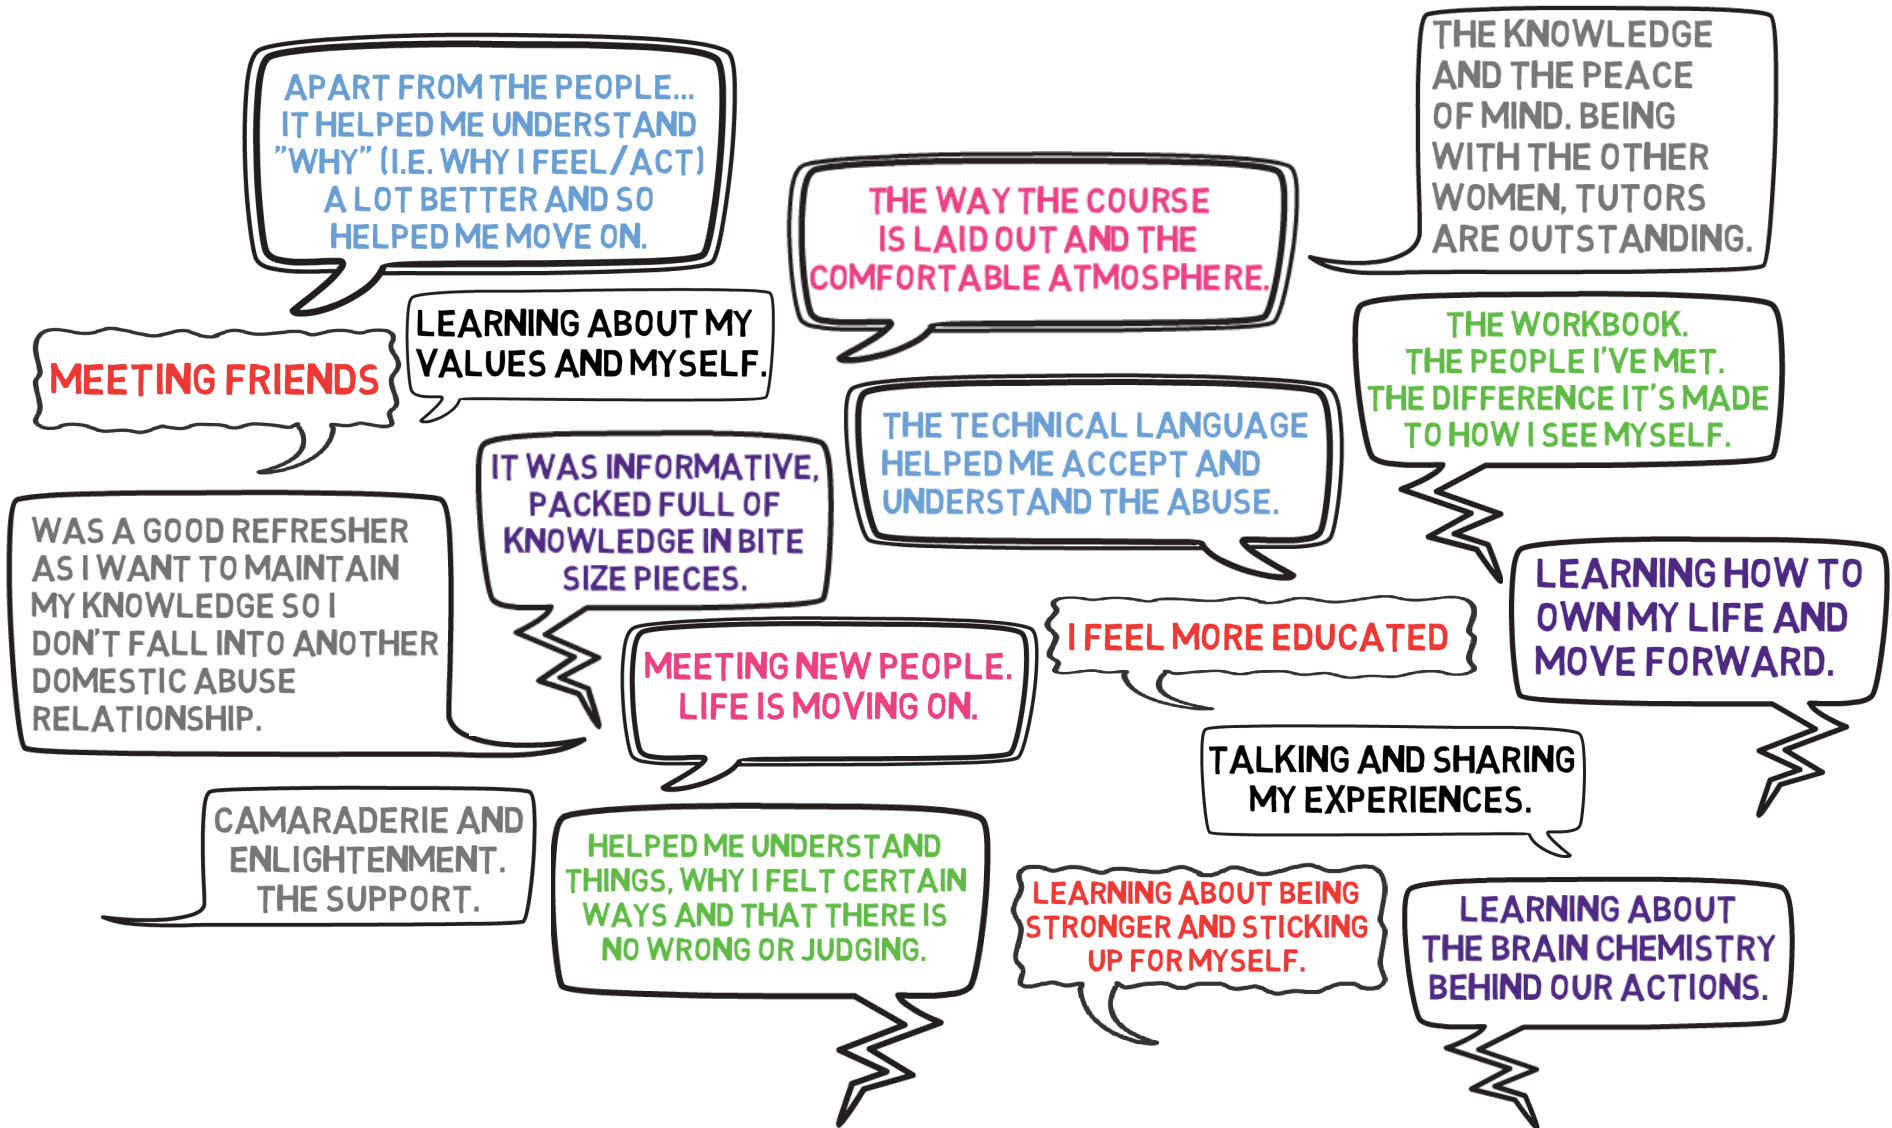 APART FROM THE PEOPLE...
IT HELPED ME UNDERSTAND
"WHY" (I.E. WHY I FEEL/ACT)
A LOT BETTER AND SO
HELPED ME MOVE ON.
THE WAY THE COURSE
IS LAID OUT AND THE
COMFORTABLE ATMOSPHERE.
THE KNOWLEDGE
AND THE PEACE
OF MIND. BEING
WITH THE OTHER
WOMEN, TUTORS
ARE OUTSTANDING.
MEETING FRIENDS
LEARNING ABOUT MY
VALUES AND MYSELF.
THE WORKBOOK.
THE PEOPLE I'VE MET.
THE DIFFERENCE IT'S MADE
TO HOW I SEE MYSELF.
THE TECHNICAL LANGUAGE
HELPED ME ACCEPT AND
UNDERSTAND THE ABUSE.
IT WAS INFORMATIVE,
PACKED FULL OF
KNOWLEDGE IN BITE
SIZE PIECES.
WAS A GOOD REFRESHER
AS I WANT TO MAINTAIN
MY KNOWLEDGE SO I
DON'T FALL INTO ANOTHER
DOMESTIC ABUSE
RELATIONSHIP.
MEETING NEW PEOPLE.
LIFE IS MOVING ON.
I FEEL MORE EDUCATED
LEARNING HOW TO
OWN MY LIFE AND
MOVE FORWARD.
TALKING AND SHARING
MY EXPERIENCES.
CAMARADERIE AND
ENLIGHTENMENT.
THE SUPPORT.
HELPED ME UNDERSTAND
THINGS, WHY I FELT CERTAIN
WAYS AND THAT THERE IS
NO WRONG OR JUDGING.
LEARNING ABOUT BEING
STRONGER AND STICKING
UP FOR MYSELF.
LEARNING ABOUT
THE BRAIN CHEMISTRY
BEHIND OUR ACTIONS.